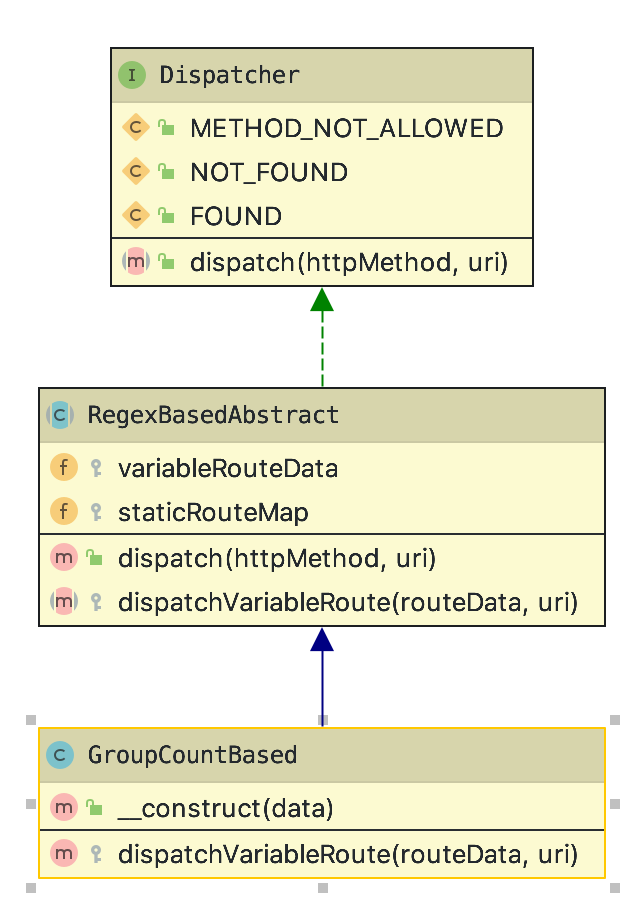 I Dispatcher
C METHOD_NOT_ALLOWED
C NOT_FOUND
C FOUND
m dispatch(httpMethod, uri)
C RegexBasedAbstract
f variableRouteData
f staticRouteMap
m dispatch(httpMethod, uri)
m dispatchVariableRoute(routeData, uri)
C GroupCountBased
m __construct(data)
m dispatchVariableRoute(routeData, uri)